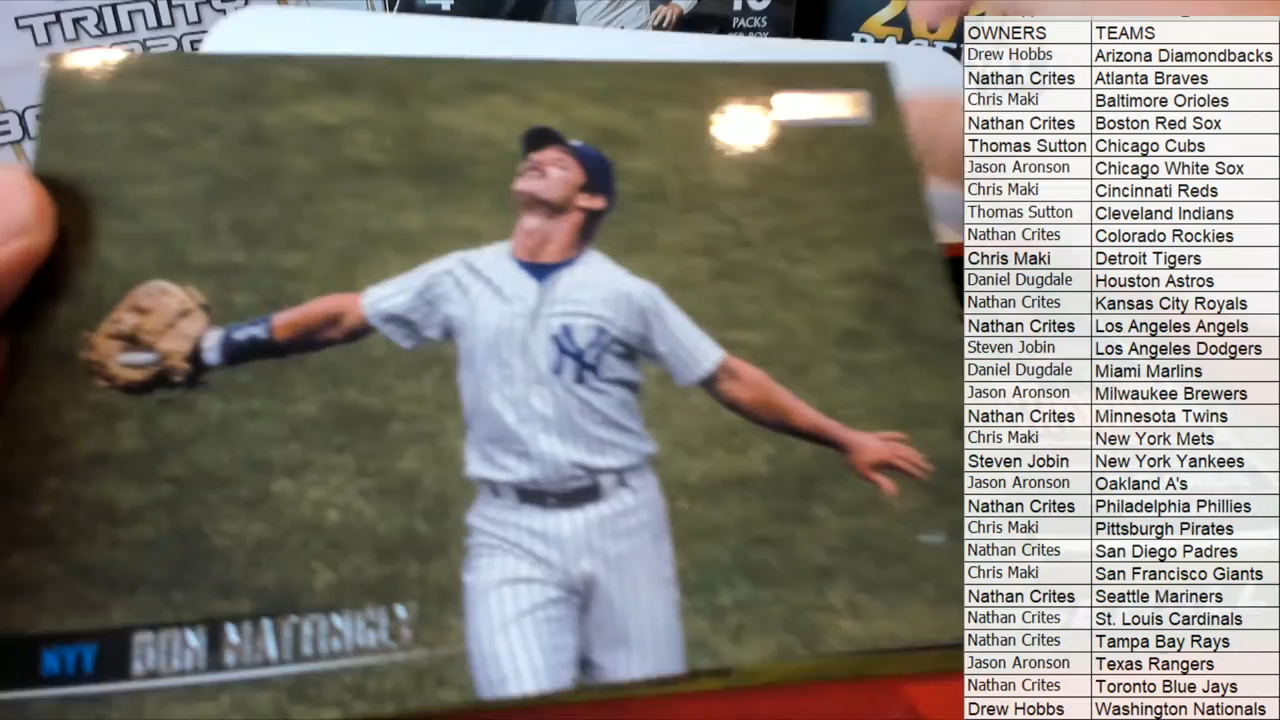 TRINITY
4
10
PACKS
PER BOX
20
NY
NYY DON MATTINGLY
OWNERS TEAMS
Drew Hobbs Arizona Diamondbacks
Nathan Crites Atlanta Braves
Chris Maki Baltimore Orioles
Nathan Crites Boston Red Sox
Thomas Sutton Chicago Cubs
Jason Aronson Chicago White Sox
Chris Maki Cincinnati Reds
Thomas Sutton Cleveland Indians
Nathan Crites Colorado Rockies
Chris Maki Detroit Tigers
Daniel Dugdale Houston Astros
Nathan Crites Kansas City Royals
Nathan Crites Los Angeles Angels
Steven Jobin Los Angeles Dodgers
Daniel Dugdale Miami Marlins
Jason Aronson Milwaukee Brewers
Nathan Crites Minnesota Twins
Chris Maki New York Mets
Steven Jobin New York Yankees
Jason Aronson Oakland A's
Nathan Crites Philadelphia Phillies
Chris Maki Pittsburgh Pirates
Nathan Crites San Diego Padres
Chris Maki San Francisco Giants
Nathan Crites Seattle Mariners
Nathan Crites St. Louis Cardinals
Nathan Crites Tampa Bay Rays
Jason Aronson Texas Rangers
Nathan Crites Toronto Blue Jays
Drew Hobbs Washington Nationals